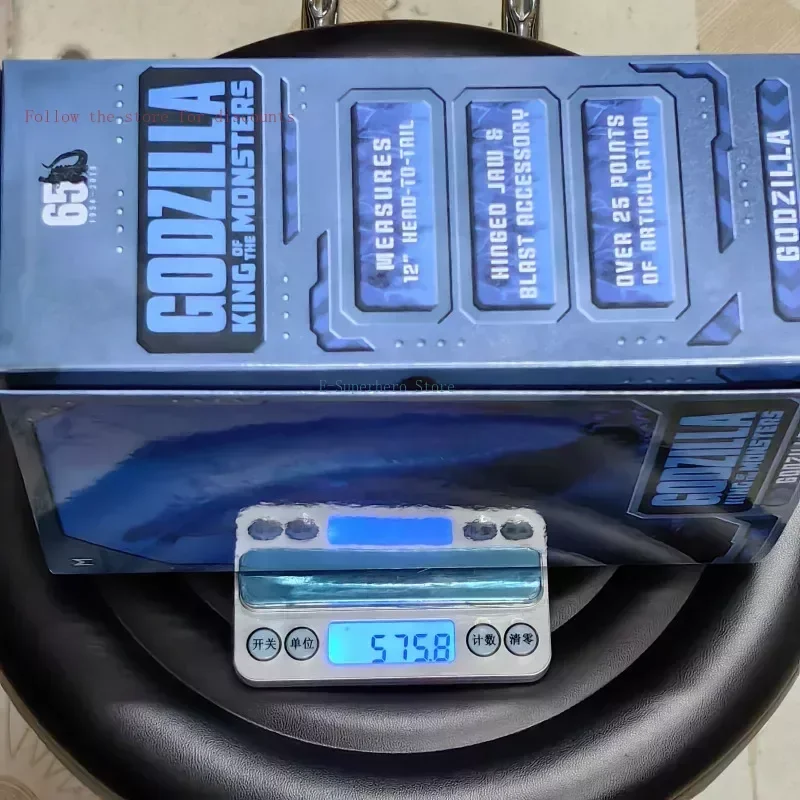 Follow the store for discounts
65
1954-2019
GODZILLA
KING OF THE MONSTERS
MEASURES
12" HEAD-TO-TAIL
HINGED JAW &
BLAST ACCESSORY
OVER 25 POINTS
OF ARTICULATION
GODZILLA
E-Superhero Store
GODZILLA
KING OF THE MONSTERS
GODZILLA
开关
单位
575.8
计数
清零